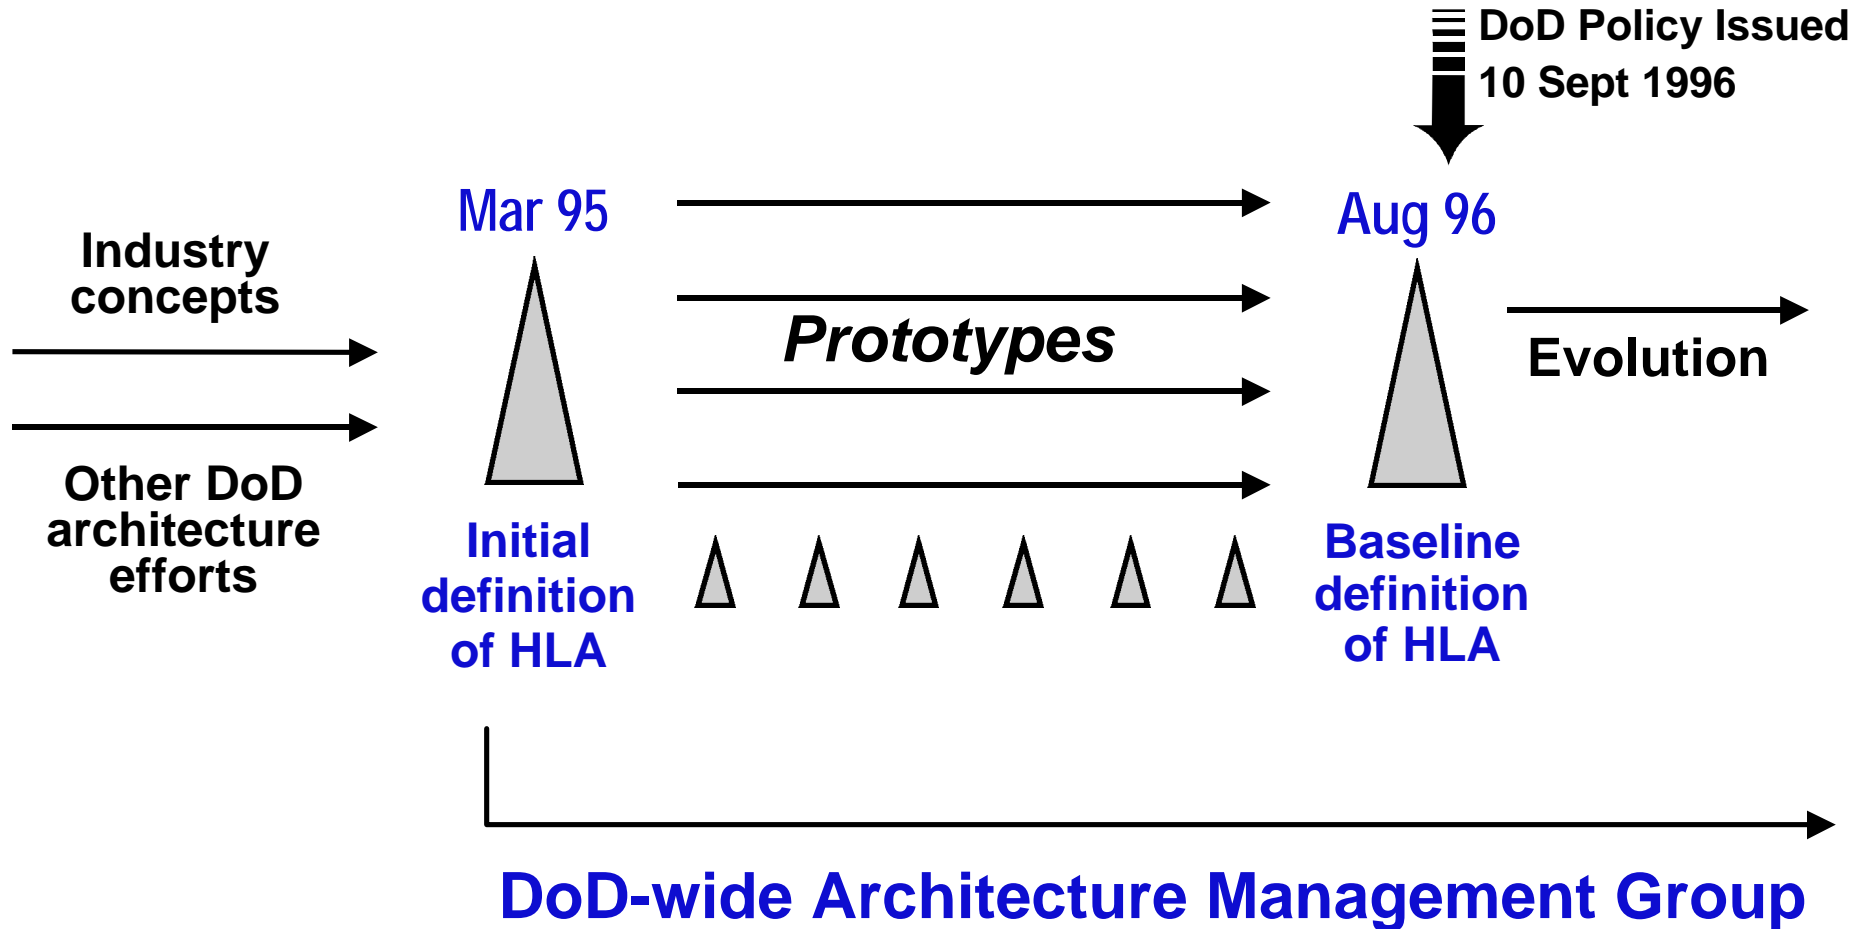 DoD Policy Issued
10 Sept 1996
Mar 95
Aug 96
Industry
concepts
Prototypes
Evolution
Other DoD
architecture
efforts
Initial
definition
of HLA
Baseline
definition
of HLA
DoD-wide Architecture Management Group